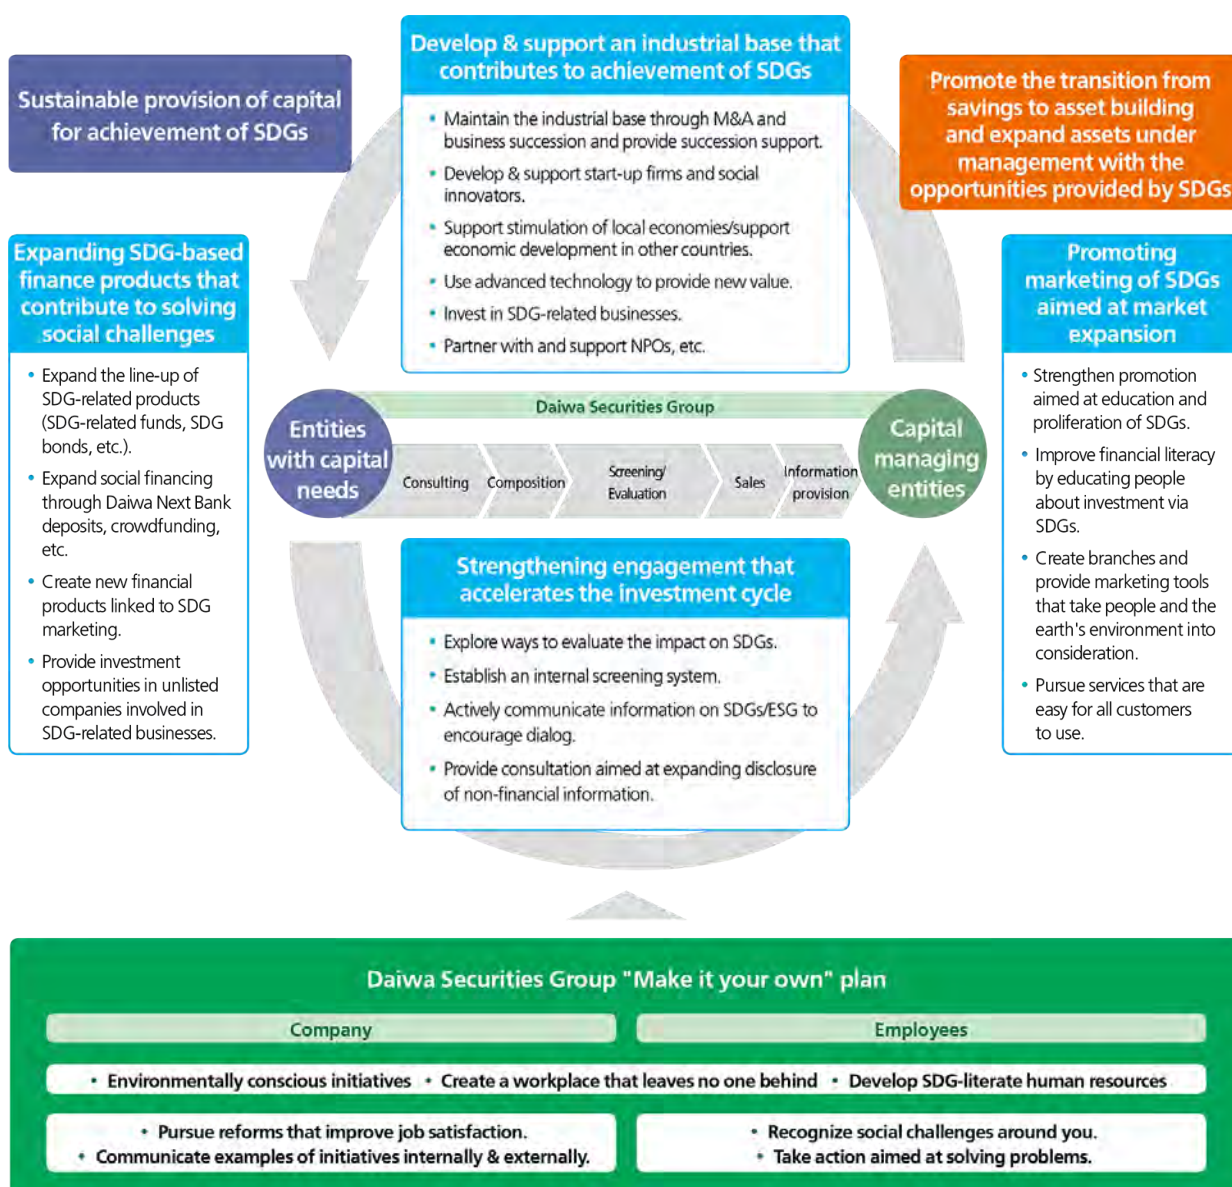 Sustainable provision of capital
for achievement of SDGs
Develop & support an industrial base that
contributes to achievement of SDGs
• Maintain the industrial base through M&A and
business succession and provide succession support.
• Develop & support start-up firms and social
innovators.
• Support stimulation of local economies/support
economic development in other countries.
• Use advanced technology to provide new value.
• Invest in SDG-related businesses.
• Partner with and support NPOs, etc.
Promote the transition from
savings to asset building
and expand assets under
management with the
opportunities provided by SDGs
Expanding SDG-based
finance products that
contribute to solving
social challenges
• Expand the line-up of
SDG-related products
(SDG-related funds, SDG
bonds, etc.).
• Expand social financing
through Daiwa Next Bank
deposits, crowdfunding,
etc.
• Create new financial
products linked to SDG
marketing.
• Provide investment
opportunities in unlisted
companies involved in
SDG-related businesses.
Entities
with capital
needs
Daiwa Securities Group
Consulting
Composition
Screening/
Evaluation
Sales
Information
provision
Capital
managing
entities
Promoting
marketing of SDGs
aimed at market
expansion
• Strengthen promotion
aimed at education and
proliferation of SDGs.
• Improve financial literacy
by educating people
about investment via
SDGs.
• Create branches and
provide marketing tools
that take people and the
earth's environment into
consideration.
• Pursue services that are
easy for all customers
to use.
Strengthening engagement that
accelerates the investment cycle
• Explore ways to evaluate the impact on SDGs.
• Establish an internal screening system.
• Actively communicate information on SDGs/ESG to
encourage dialog.
• Provide consultation aimed at expanding disclosure
of non-financial information.
Daiwa Securities Group "Make it your own" plan
Company
Employees
• Environmentally conscious initiatives • Create a workplace that leaves no one behind • Develop SDG-literate human resources
• Pursue reforms that improve job satisfaction.
• Communicate examples of initiatives internally & externally.
• Recognize social challenges around you.
• Take action aimed at solving problems.